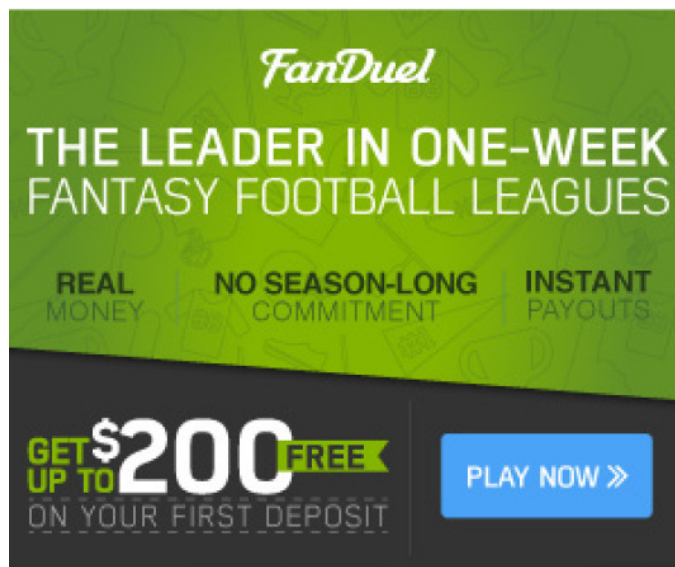 FanDuel
THE LEADER IN ONE-WEEK
FANTASY FOOTBALL LEAGUES
REAL MONEY
NO SEASON-LONG COMMITMENT
INSTANT PAYOUTS
GET UP TO $200 FREE
ON YOUR FIRST DEPOSIT
PLAY NOW »